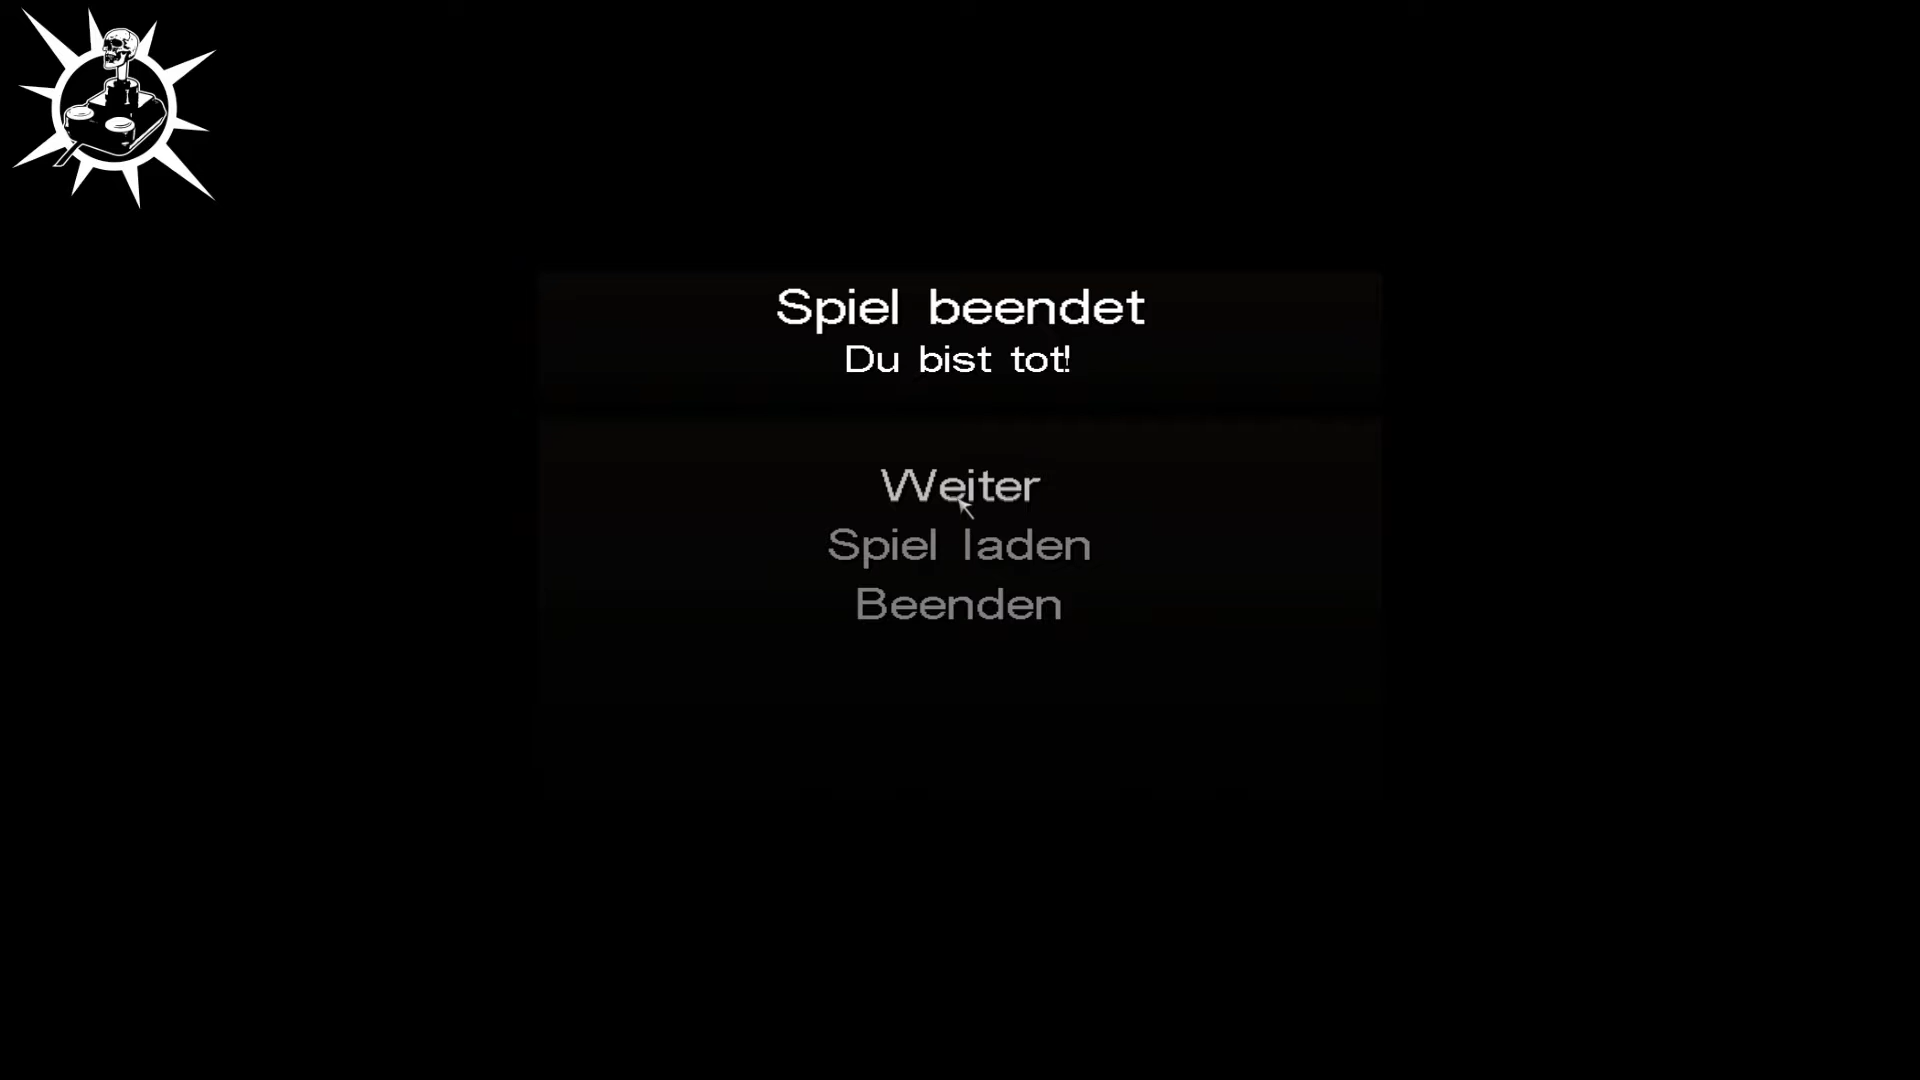 Spiel beendet
Du bist tot!
Weiter
Spiel laden
Beenden